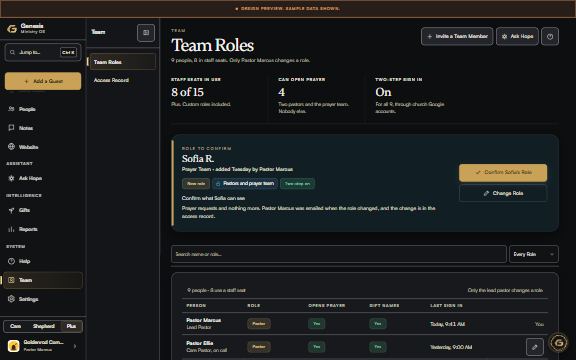 DESIGN PREVIEW. SAMPLE DATA SHOWN.
Genesis
Ministry OS
Jump to...
Ctrl K
+ Add a Guest
People
Notes
Website
ASSISTANT
Ask Hope
INTELLIGENCE
Gifts
Reports
SYSTEM
Help
Team
Settings
Care
Shepherd
Plus
Goldenrod Com...
Pastor Marcus
Team
Team Roles
Access Record
TEAM
Team Roles
9 people, 8 in staff seats. Only Pastor Marcus changes a role.
+ Invite a Team Member
Ask Hope
STAFF SEATS IN USE
8 of 15
Plus. Custom roles included.
CAN OPEN PRAYER
4
Two pastors and the prayer team. Nobody else.
TWO-STEP SIGN IN
On
For all 9, through church Google accounts.
ROLE TO CONFIRM
Sofia R.
Prayer Team · added Tuesday by Pastor Marcus
New role
Pastors and prayer team
Two-step on
Confirm what Sofia can see
Prayer requests and nothing more. Pastor Marcus was emailed when the role changed, and the change is in the
access record.
Confirm Sofia's Role
Change Role
Search name or role...
Every Role
9 people · 8 use a staff seat
Only the lead pastor changes a role
PERSON
ROLE
OPENS PRAYER
GIFT NAMES
LAST SIGN IN
Pastor Marcus
Lead Pastor
Pastor
Yes
Yes
Today, 9:41 AM
You
Pastor Ellie
Care Pastor, on call
Pastor
Yes
Yes
Yesterday, 9:00 AM